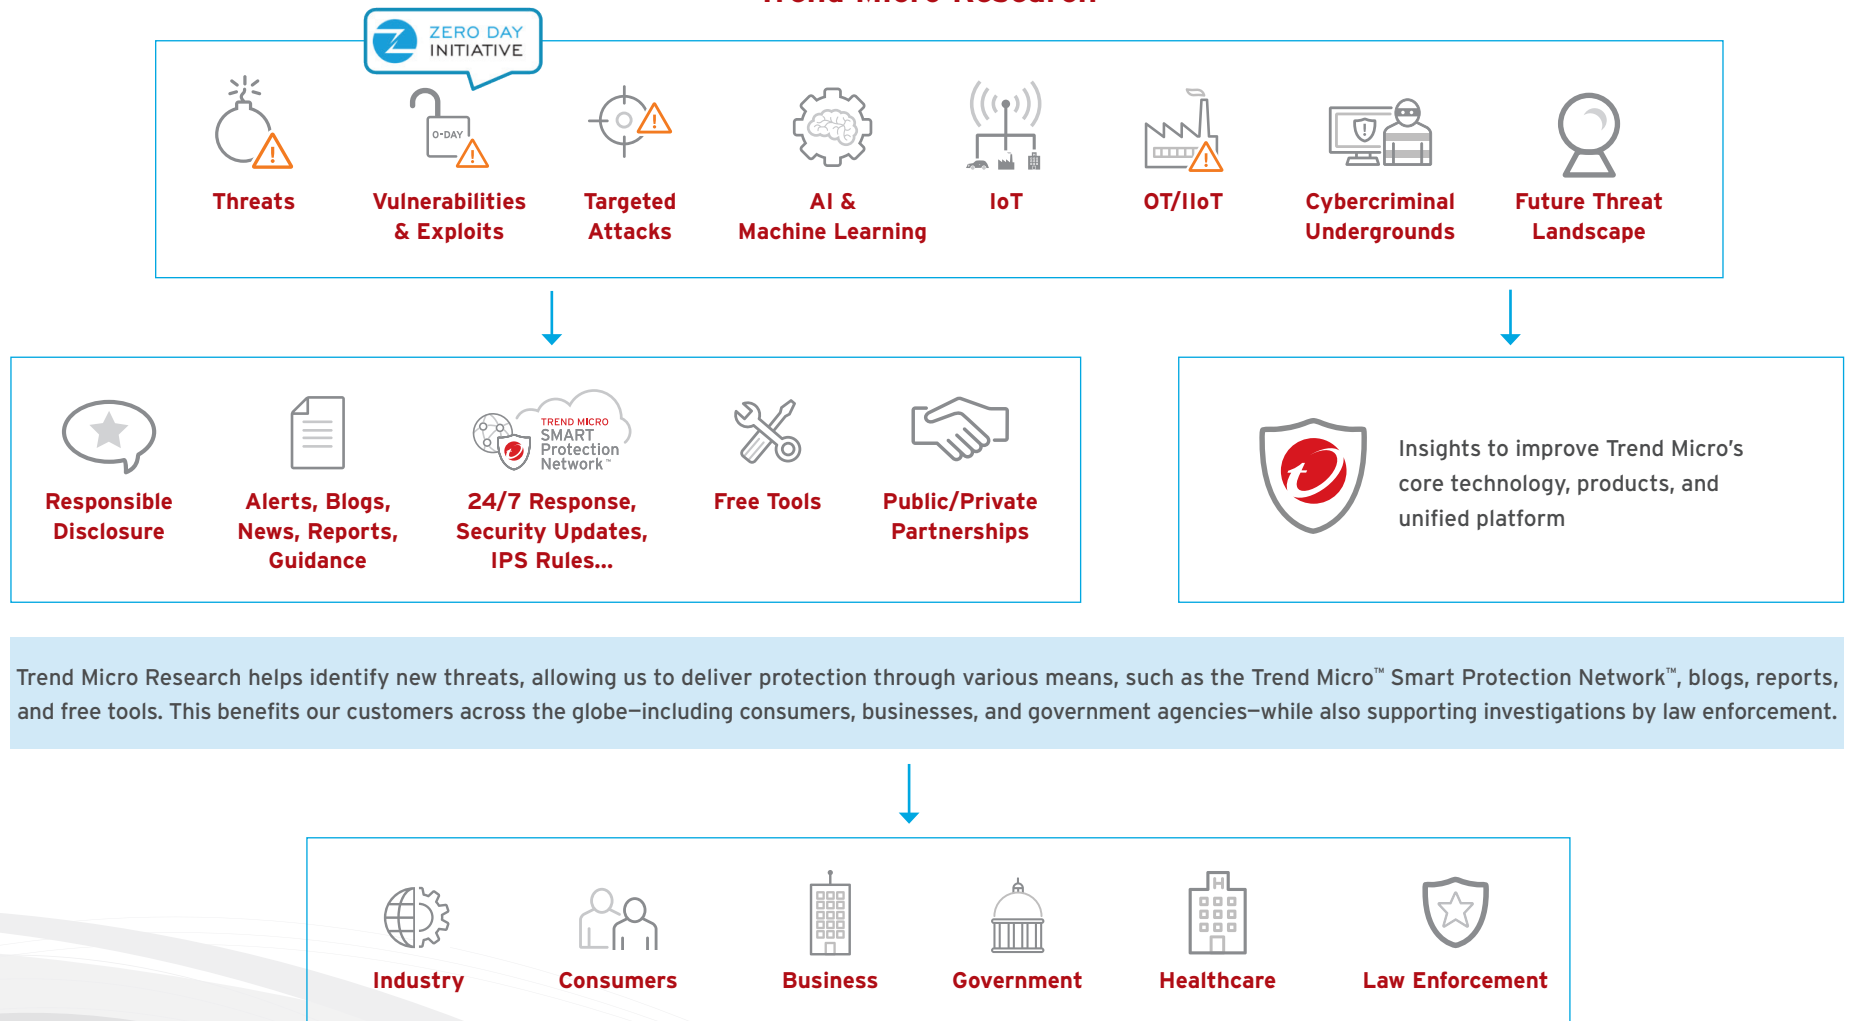 Trend Micro Research
ZERO DAY
INITIATIVE
0-DAY
Threats
Vulnerabilities
& Exploits
Targeted
Attacks
AI &
Machine Learning
IoT
OT/IIoT
Cybercriminal
Undergrounds
Future Threat
Landscape
Responsible
Disclosure
Alerts, Blogs,
News, Reports,
Guidance
TREND MICRO
SMART
Protection
Network™
24/7 Response,
Security Updates,
IPS Rules...
Free Tools
Public/Private
Partnerships
Insights to improve Trend Micro's
core technology, products, and
unified platform
Trend Micro Research helps identify new threats, allowing us to deliver protection through various means, such as the Trend Micro™ Smart Protection Network™, blogs, reports,
and free tools. This benefits our customers across the globe—including consumers, businesses, and government agencies—while also supporting investigations by law enforcement.
H
Industry
Consumers
Business
Government
Healthcare
Law Enforcement